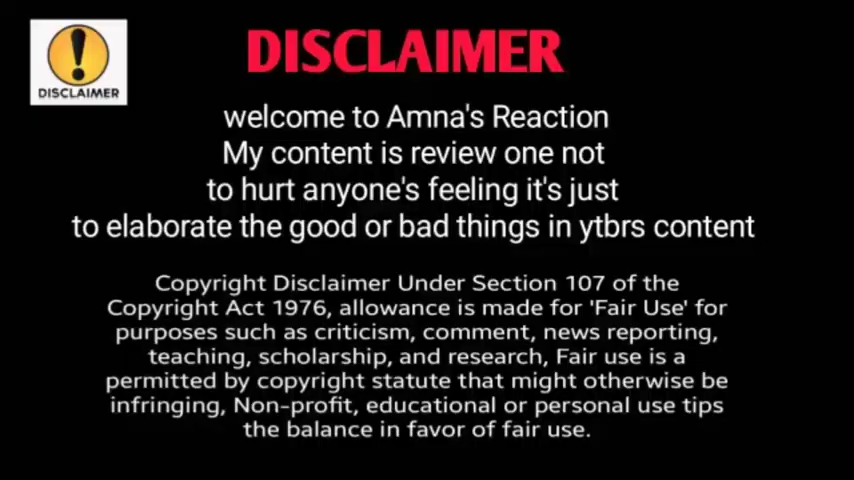 DISCLAIMER
DISCLAIMER
welcome to Amna's Reaction
My content is review one not
to hurt anyone's feeling it's just
to elaborate the good or bad things in ytbrs content
Copyright Disclaimer Under Section 107 of the
Copyright Act 1976, allowance is made for 'Fair Use' for
purposes such as criticism, comment, news reporting,
teaching, scholarship, and research, Fair use is a
permitted by copyright statute that might otherwise be
infringing, Non-profit, educational or personal use tips
the balance in favor of fair use.